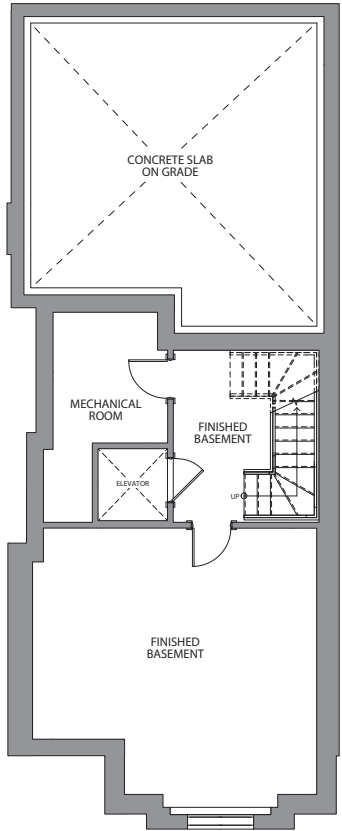 CONCRETE SLAB
ON GRADE
MECHANICAL
ROOM
FINISHED
BASEMENT
ELEVATOR
UP
FINISHED
BASEMENT